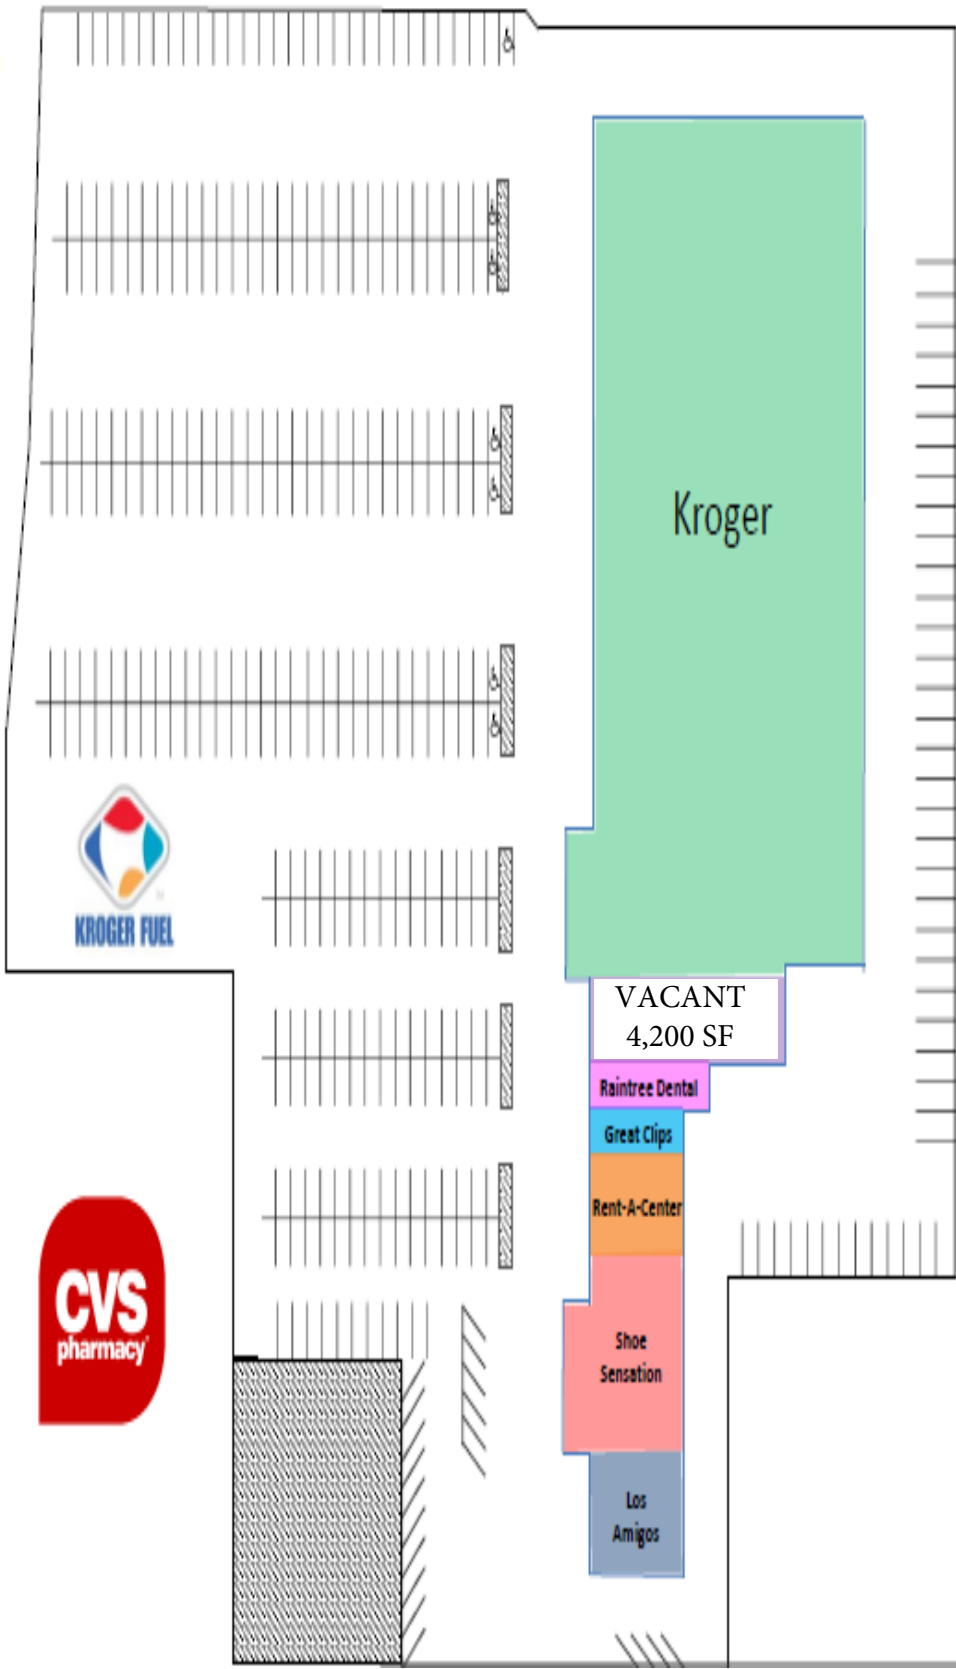 Kroger
KROGER FUEL
VACANT
4,200 SF
Raintree Dental
Great Clips
Rent-A-Center
CVS
pharmacy
Shoe
Sensation
Los
Amigos